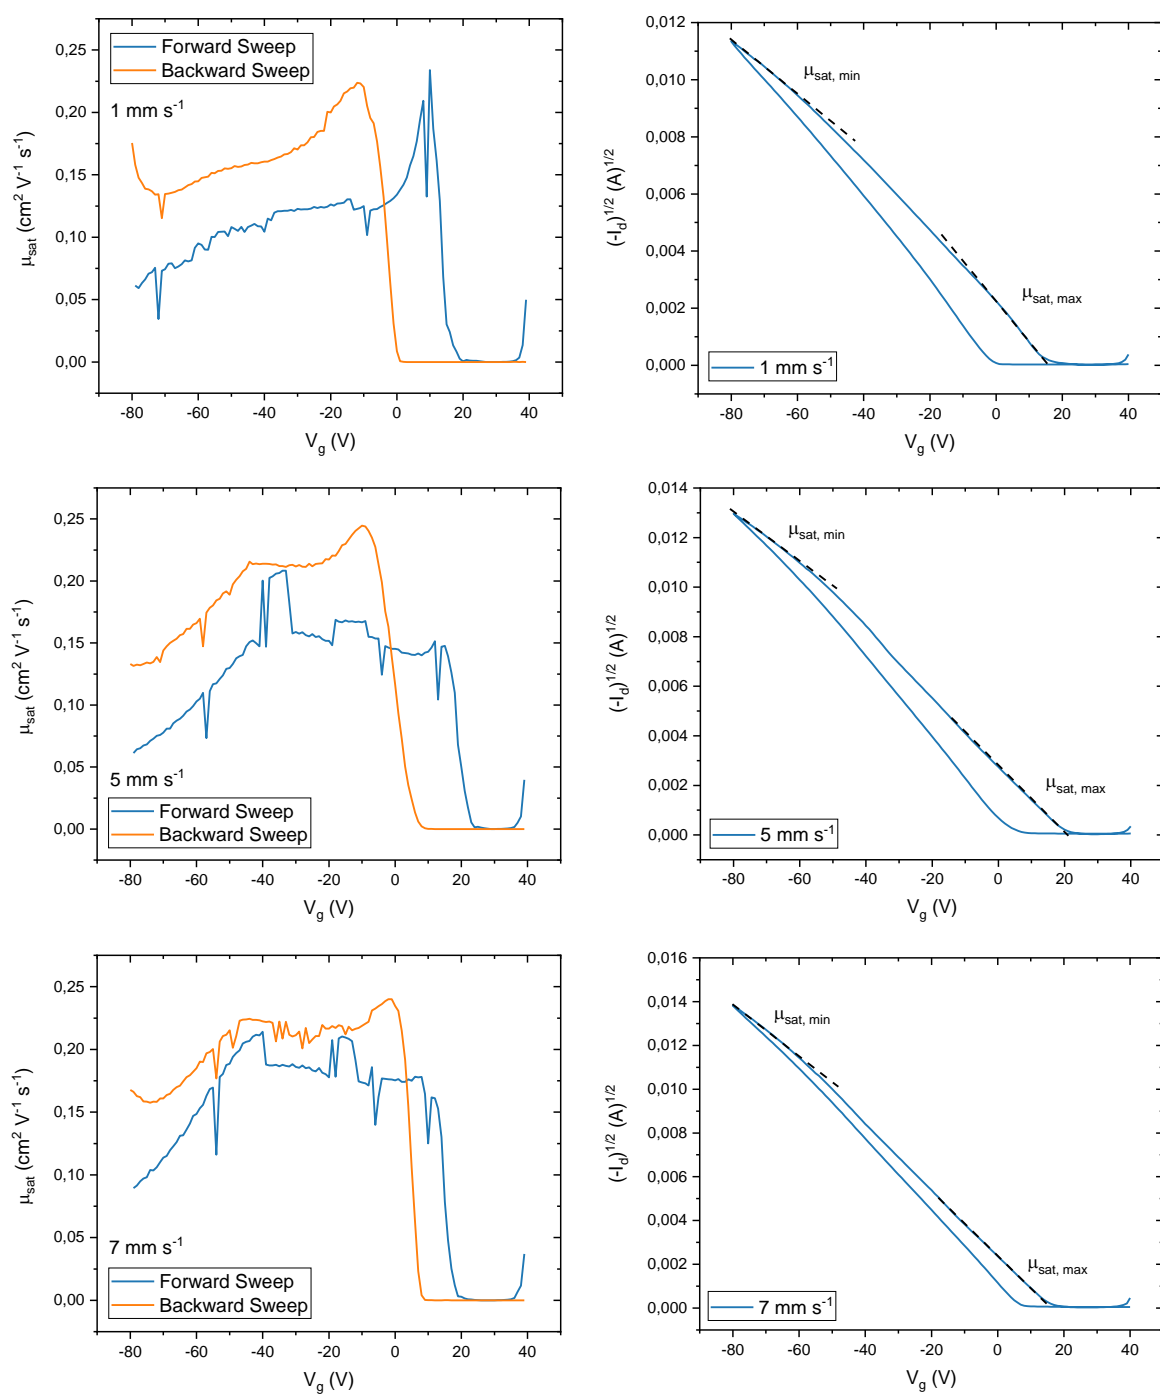 0,25
0,20
0,15
0,10
0,05
0,00
μsat (cm² V⁻¹ s⁻¹)
Forward Sweep
Backward Sweep
1 mm s⁻¹
-80 -60 -40 -20 0 20 40
Vg (V)
0,012
0,010
0,008
0,006
0,004
0,002
0,000
(-Id)^1/2 (A)^1/2
μsat, min
μsat, max
1 mm s⁻¹
-80 -60 -40 -20 0 20 40
Vg (V)
0,25
0,20
0,15
0,10
0,05
0,00
μsat (cm² V⁻¹ s⁻¹)
5 mm s⁻¹
Forward Sweep
Backward Sweep
-80 -60 -40 -20 0 20 40
Vg (V)
0,014
0,012
0,010
0,008
0,006
0,004
0,002
0,000
(-Id)^1/2 (A)^1/2
μsat, min
μsat, max
5 mm s⁻¹
-80 -60 -40 -20 0 20 40
Vg (V)
0,25
0,20
0,15
0,10
0,05
0,00
μsat (cm² V⁻¹ s⁻¹)
7 mm s⁻¹
Forward Sweep
Backward Sweep
-80 -60 -40 -20 0 20 40
Vg (V)
0,016
0,014
0,012
0,010
0,008
0,006
0,004
0,002
0,000
(-Id)^1/2 (A)^1/2
μsat, min
μsat, max
7 mm s⁻¹
-80 -60 -40 -20 0 20 40
Vg (V)